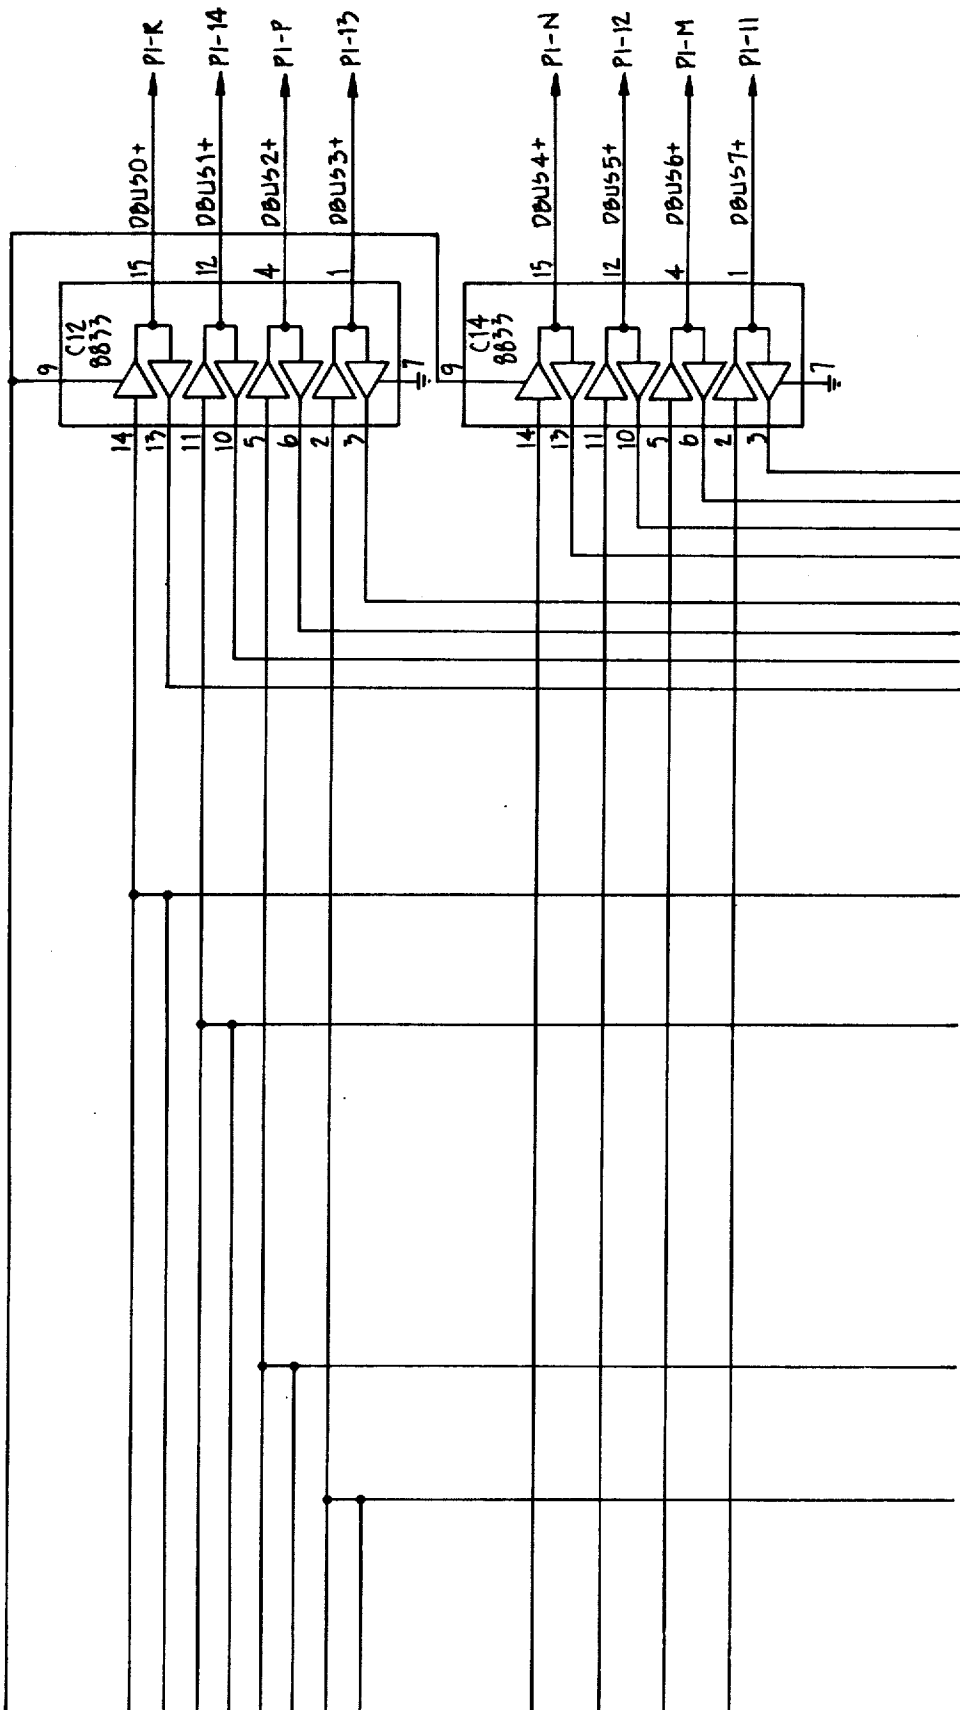 P1-R
P1-14
P1-P
P1-13
P1-N
P1-12
P1-M
P1-11
DBUS0+
DBUS1+
DBUS2+
DBUS3+
DBUS4+
DBUS5+
DBUS6+
DBUS7+
15
12
4
1
15
12
4
1
9
C12
8833
7
9
C14
8833
7
14
13
11
10
5
6
2
3
14
13
11
10
5
6
2
3